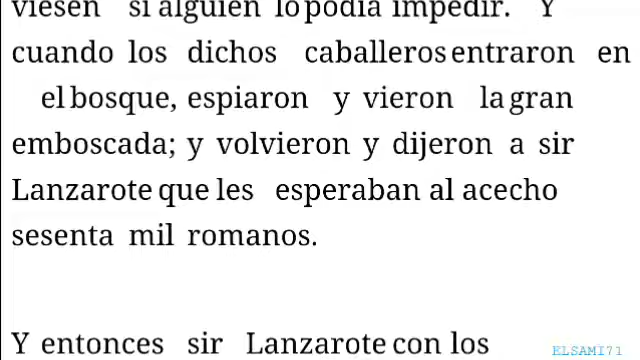 viesen si alguien lo podía impedir. Y
cuando los dichos caballeros entraron en
el bosque, espiaron y vieron la gran
emboscada; y volvieron y dijeron a sir
Lanzarote que les esperaban al acecho
sesenta mil romanos.
Y entonces sir Lanzarote con los
ELSAMI71